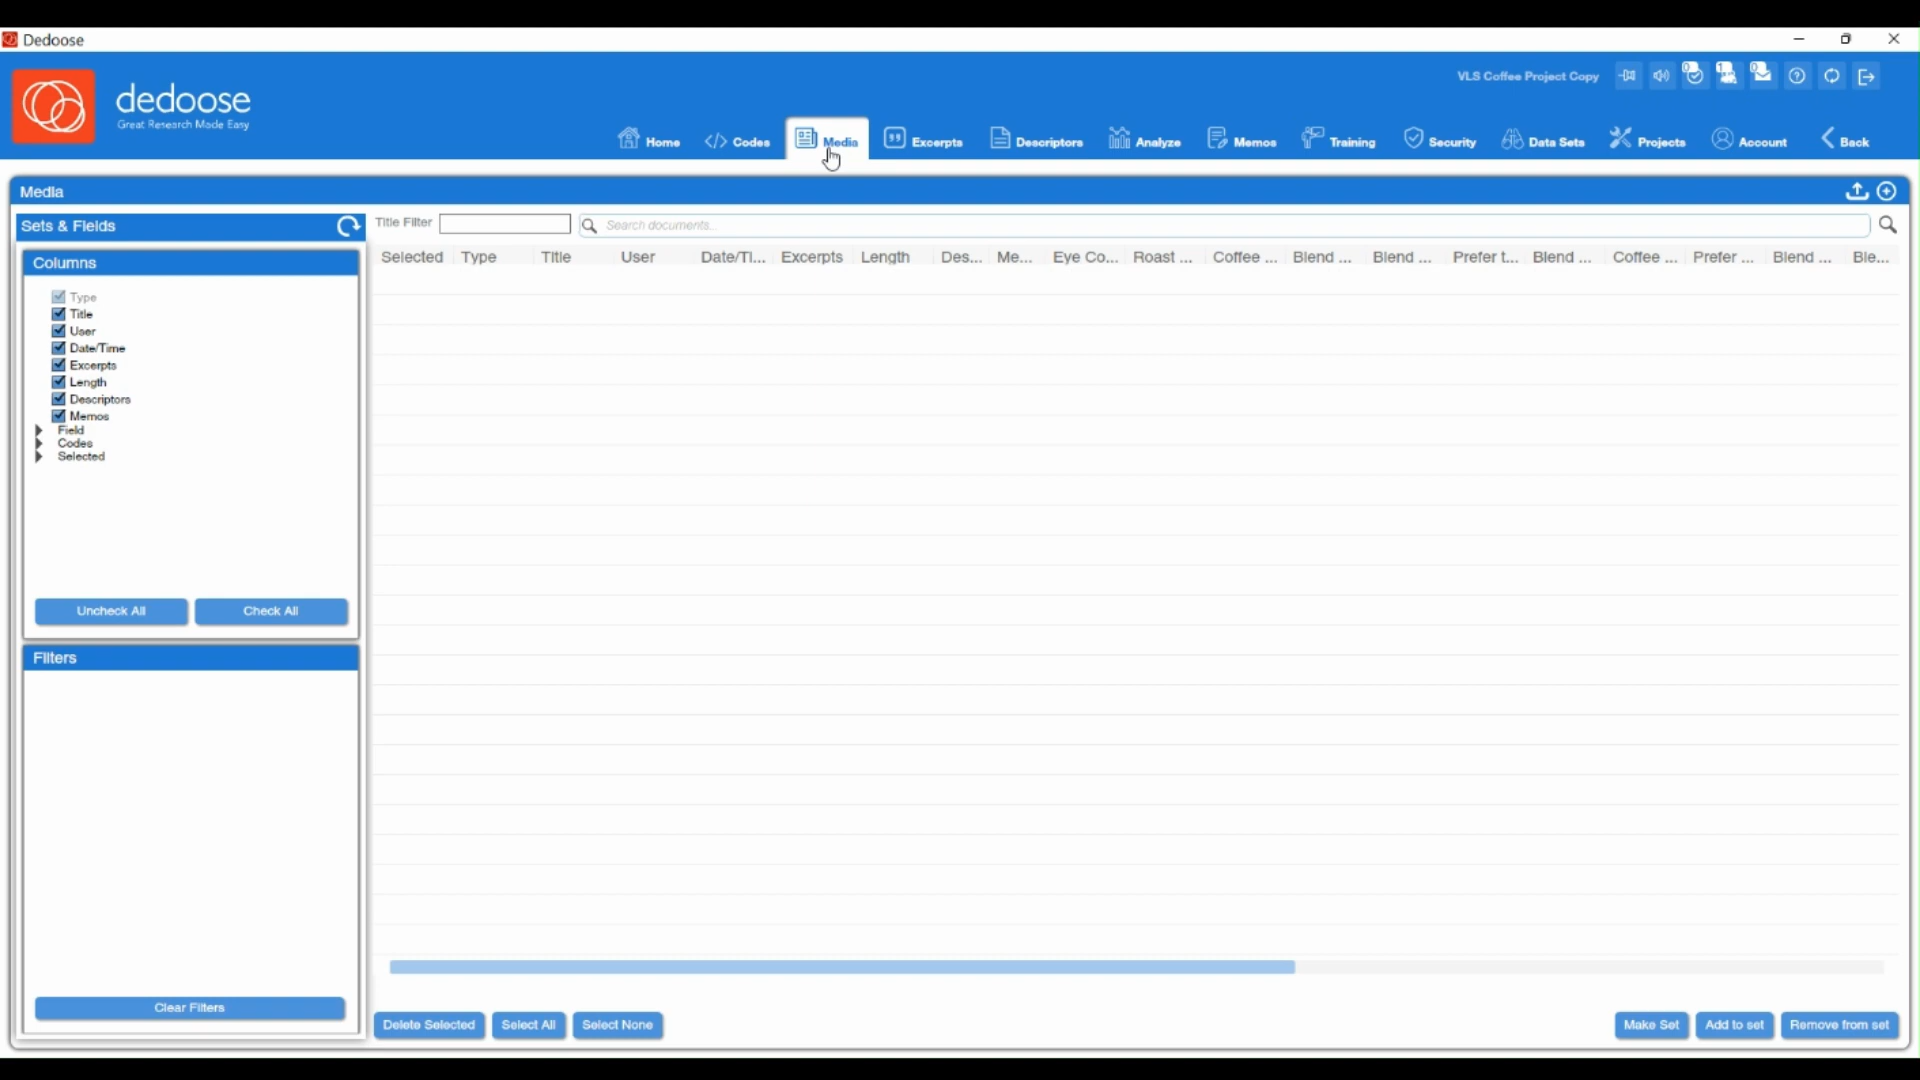 Dedoose
dedoose
Great Research Made Easy
VLS Coffee Project Copy
0
1
0
Home
</> Codes
Media
Excerpts
Descriptors
Analyze
Memos
Training
Security
Data Sets
Projects
Account
Back
Media
Sets & Fields
Title Filter
Search documents...
Columns
Selected Type Title User Date/Ti... Excerpts Length Des... Me... Eye Co... Roast ... Coffee ... Blend ... Blend ... Prefer t... Blend ... Coffee ... Prefer ... Blend ... Ble...
Type
Title
User
Date/Time
Excerpts
Length
Descriptors
Memos
Field
Codes
Selected
Uncheck All
Check All
Filters
Clear Filters
Delete Selected
Select All
Select None
Make Set
Add to set
Remove from set